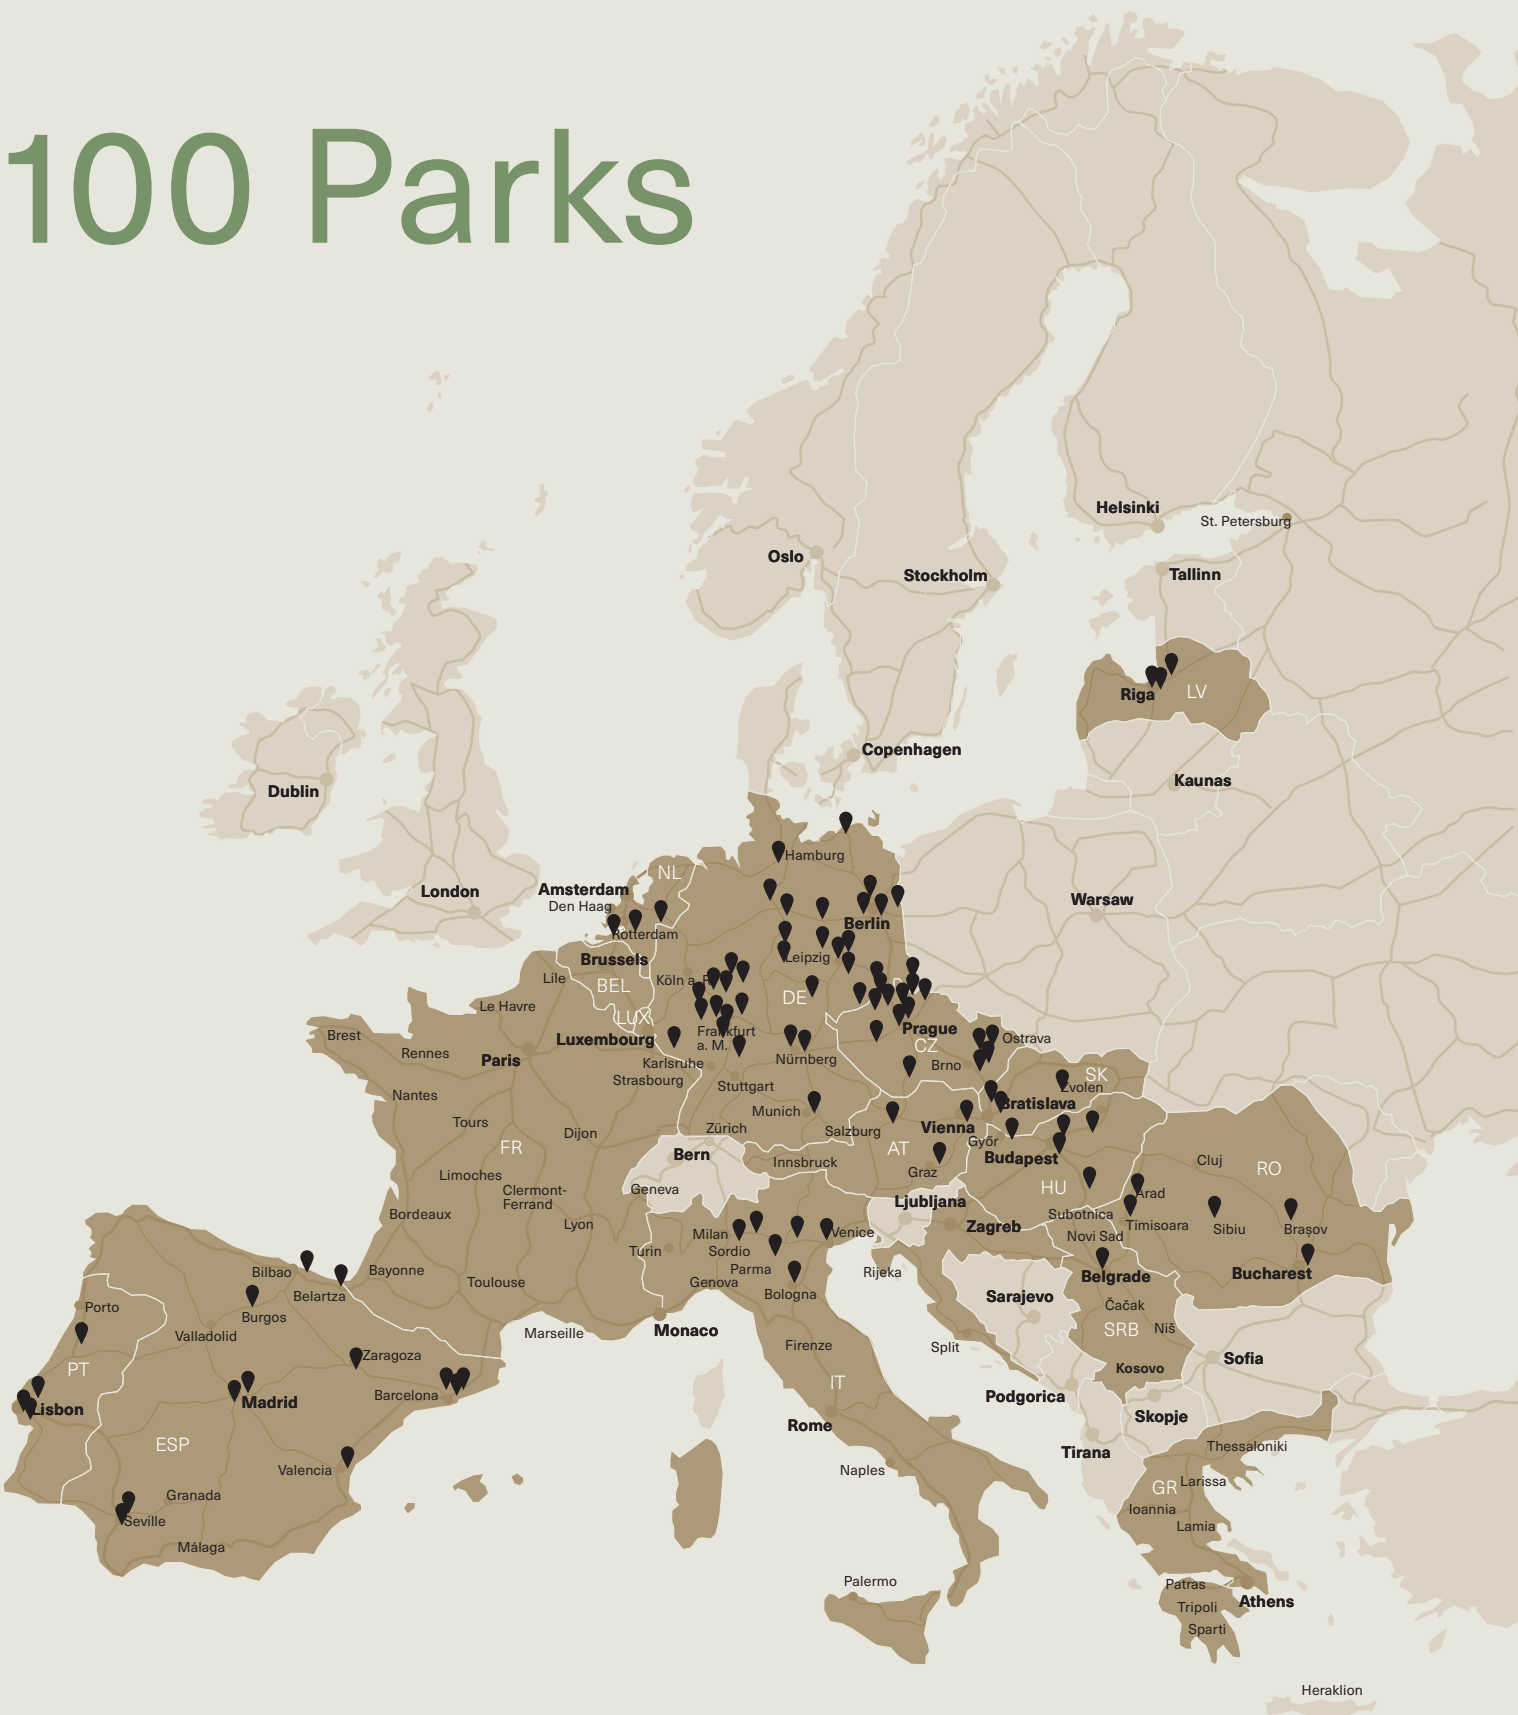 100 Parks
Helsinki
St. Petersburg
Oslo
Stockholm
Tallinn
Riga
LV
Copenhagen
Kaunas
Dublin
Hamburg
NL
London
Amsterdam
Den Haag
Warsaw
Berlin
Rotterdam
Brussels
Leipzig
Lile
Köln a. R
BEL
DE
Le Havre
LUX
Brest
Frankfurt
a. M.
Prague
Luxembourg
Ostrava
CZ
Rennes
Paris
Nürnberg
Karlsruhe
Brno
SK
Strasbourg
Stuttgart
Zvolen
Nantes
Munich
Bratislava
Tours
Zürich
Vienna
Dijon
Salzburg
Győr
FR
Bern
AT
Budapest
Innsbruck
Cluj
RO
Limoches
Graz
Geneva
HU
Clermont-
Ferrand
Arad
Ljubljana
Bordeaux
Subotnica
Lyon
Zagreb
Timisoara
Sibiu
Brașov
Milan
Venice
Novi Sad
Turin
Sordio
Bilbao
Bayonne
Parma
Rijeka
Belgrade
Bucharest
Toulouse
Genova
Belartza
Bologna
Sarajevo
Porto
Čačak
Burgos
Valladolid
Marseille
Monaco
SRB
Niš
Firenze
Split
Zaragoza
Sofia
PT
Kosovo
IT
Barcelona
Podgorica
Madrid
Lisbon
Skopje
Rome
ESP
Tirana
Thessaloniki
Valencia
Naples
Larissa
GR
Granada
Ioannia
Seville
Lamia
Málaga
Palermo
Patras
Athens
Tripoli
Sparti
Heraklion